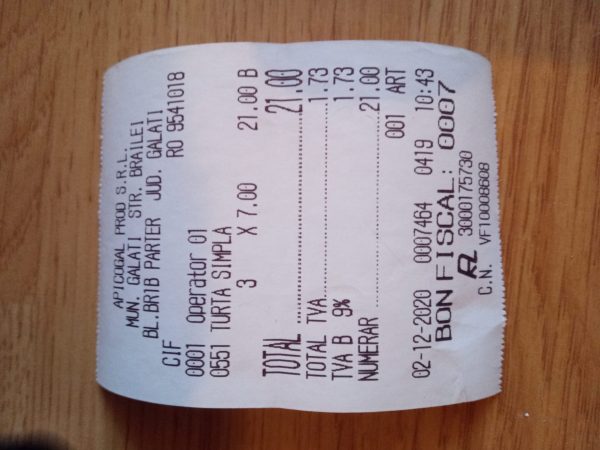 APICOGAL PROD S.R.L.
MUN. GALATI STR. BRAILEI
BL.BR1B PARTER JUD. GALATI
CIF RO 9541018
0001 Operator 01
0551 TURTA SIMPLA
3 X 7.00 21.00 B
TOTAL 21.00
TOTAL TVA 1.73
TVA B 9% 1.73
NUMERAR 21.00
001 ART
02-12-2020 0007464 0419 10:43
BON FISCAL: 0007
3000175730
C.N. VF10008608